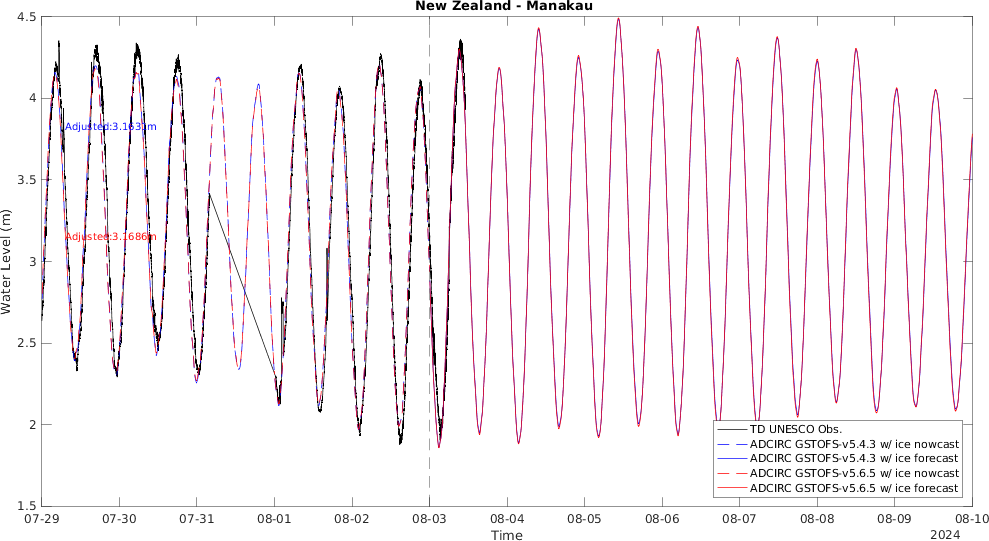 New Zealand - Manakau
4.5
4
3.5
3
2.5
2
1.5
Water Level (m)
Adjusted:3.1631m
Adjusted:3.1686m
TD UNESCO Obs.
ADCIRC GSTOFS-v5.4.3 w/ ice nowcast
ADCIRC GSTOFS-v5.4.3 w/ ice forecast
ADCIRC GSTOFS-v5.6.5 w/ ice nowcast
ADCIRC GSTOFS-v5.6.5 w/ ice forecast
07-29 07-30 07-31 08-01 08-02 08-03 08-04 08-05 08-06 08-07 08-08 08-09 08-10
Time
2024